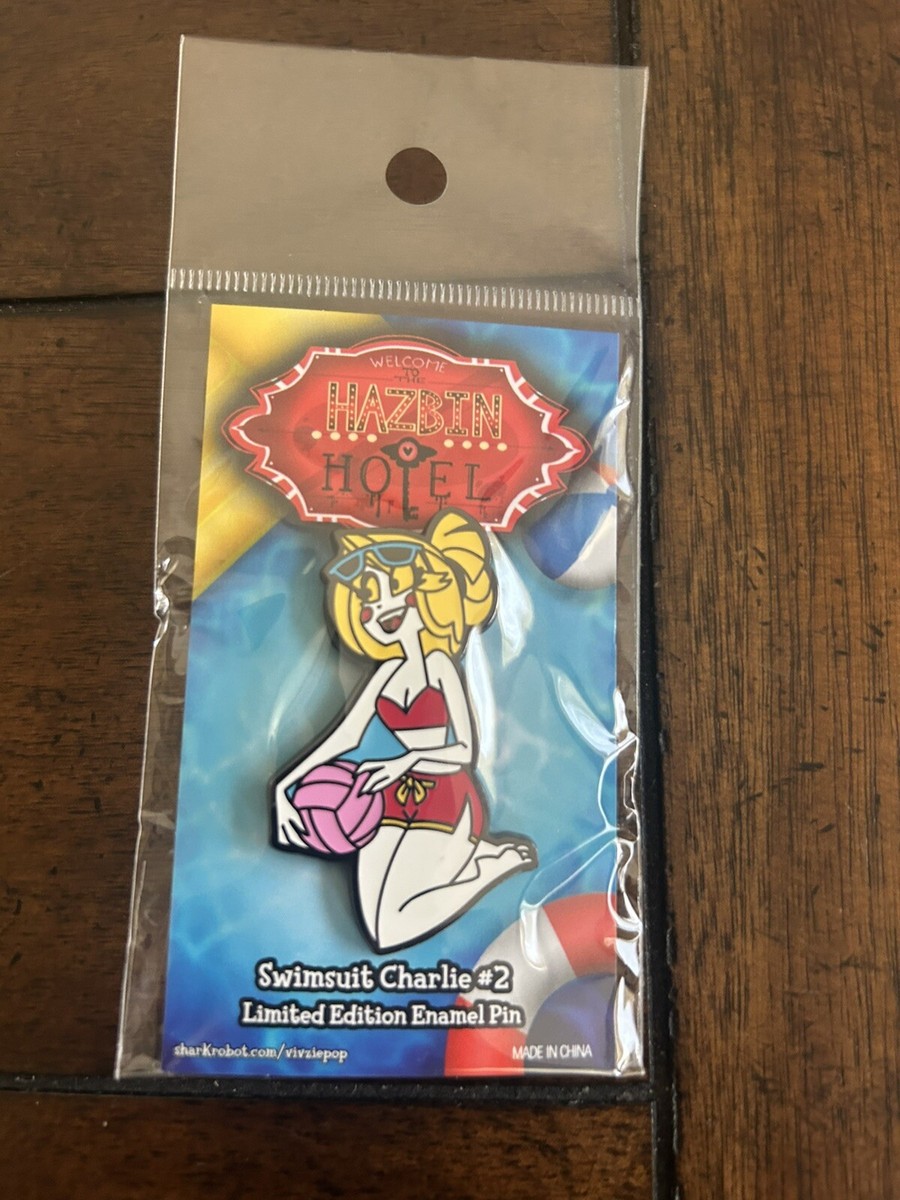 WELCOME
TO
THE
HAZBIN
HOTEL
Swimsuit Charlie #2
Limited Edition Enamel Pin
sharkrobot.com/vivziepop
MADE IN CHINA